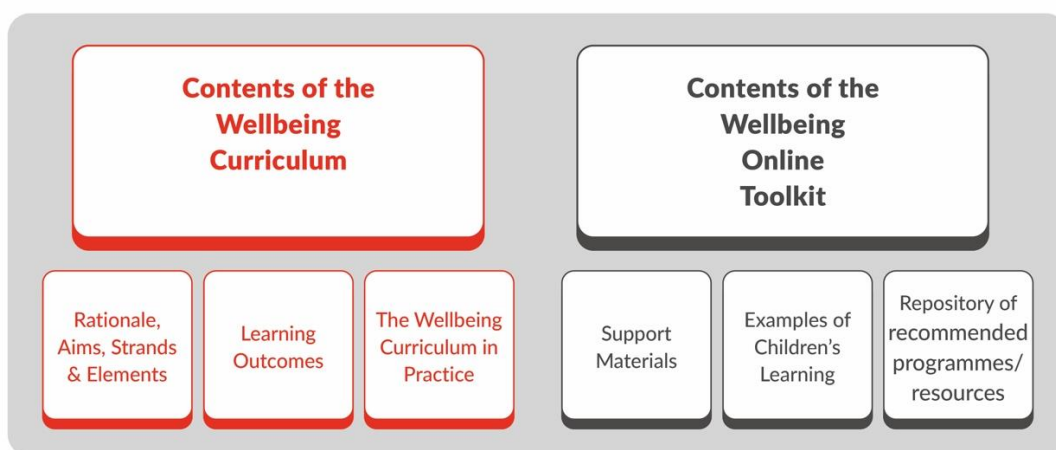 Contents of the
Wellbeing
Curriculum
Contents of the
Wellbeing
Online
Toolkit
Rationale,
Aims, Strands
& Elements
Learning
Outcomes
The Wellbeing
Curriculum in
Practice
Support
Materials
Examples of
Children’s
Learning
Repository of
recommended
programmes/
resources